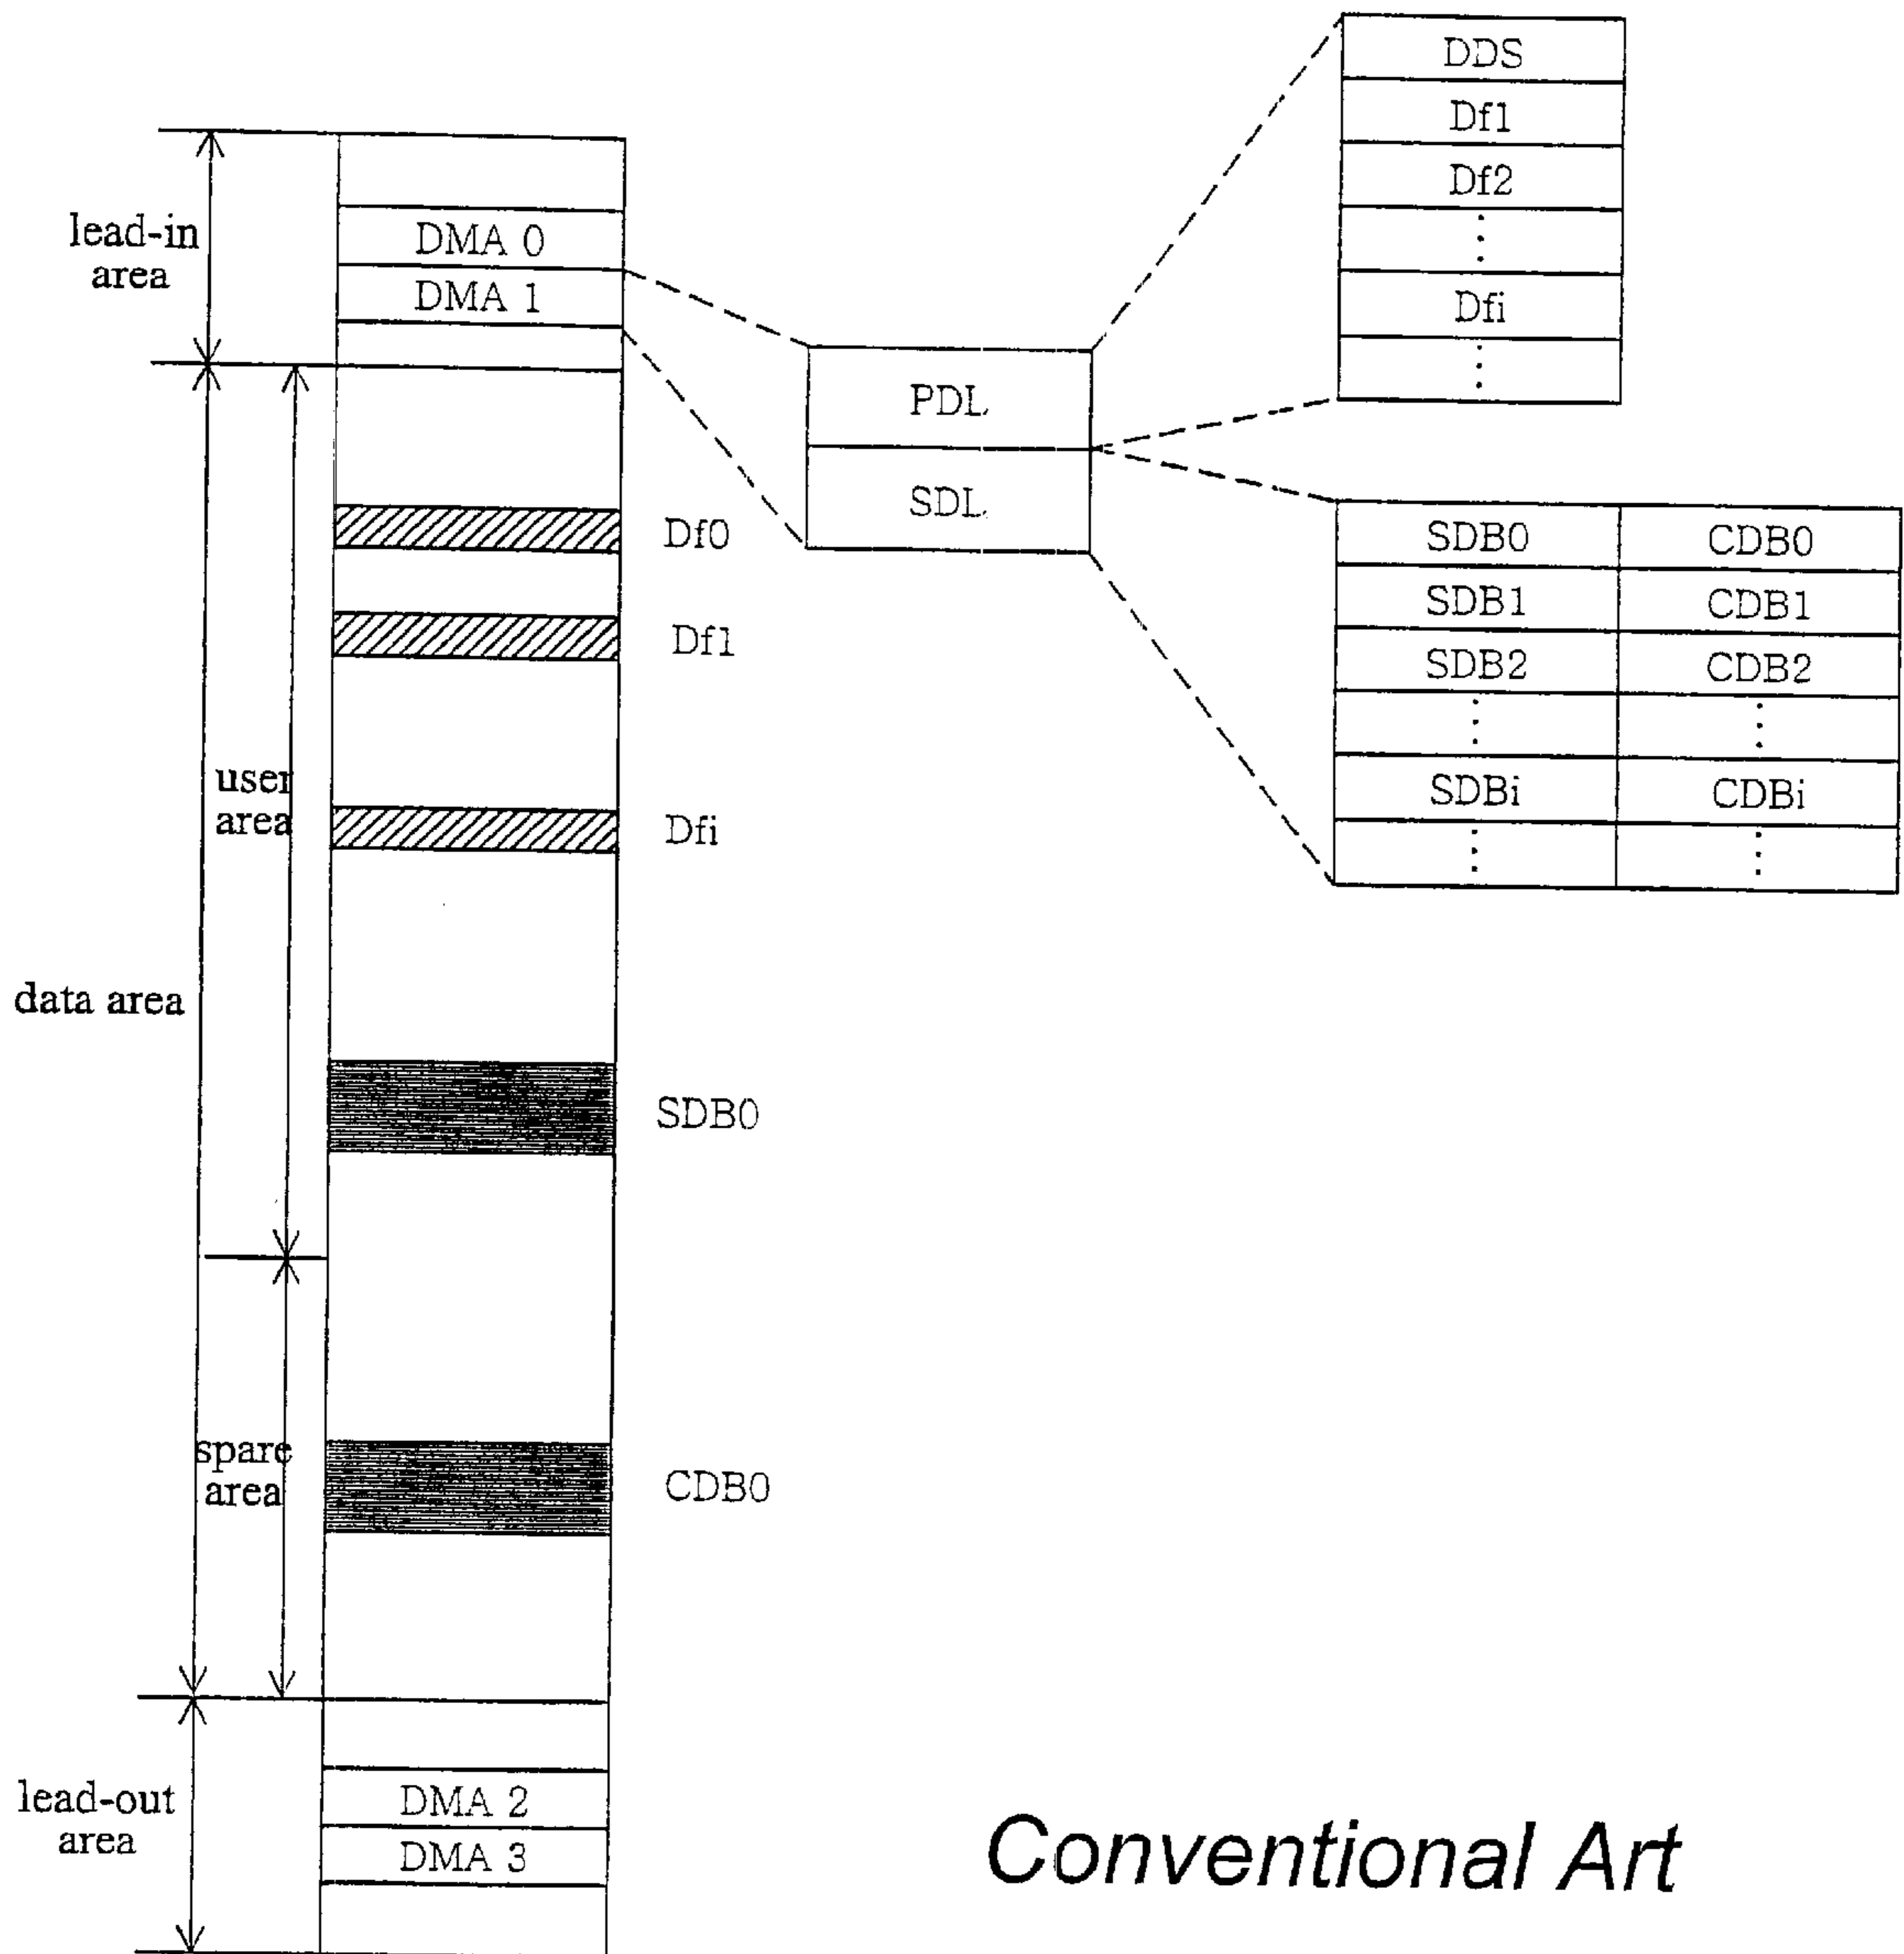 lead-in
area
data area
user
area
spare
area
lead-out
area
DMA 0
DMA 1
Df0
Df1
Dfi
SDB0
CDB0
DMA 2
DMA 3
PDL
SDL
DDS
Df1
Df2
⋮
Dfi
⋮
SDB0 CDB0
SDB1 CDB1
SDB2 CDB2
⋮ ⋮
SDBi CDBi
⋮ ⋮
Conventional Art